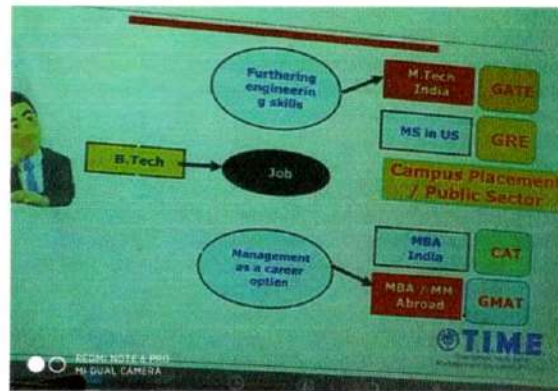 Furthering
engineerin
g skills
M.Tech
India
GATE
MS in US
GRE
B.Tech
Job
Campus Placement
/ Public Sector
Management
as a career
option
MBA
India
CAT
MBA / MM
Abroad
GMAT
T.I.M.E
REDMI NOTE 6 PRO
MI DUAL CAMERA